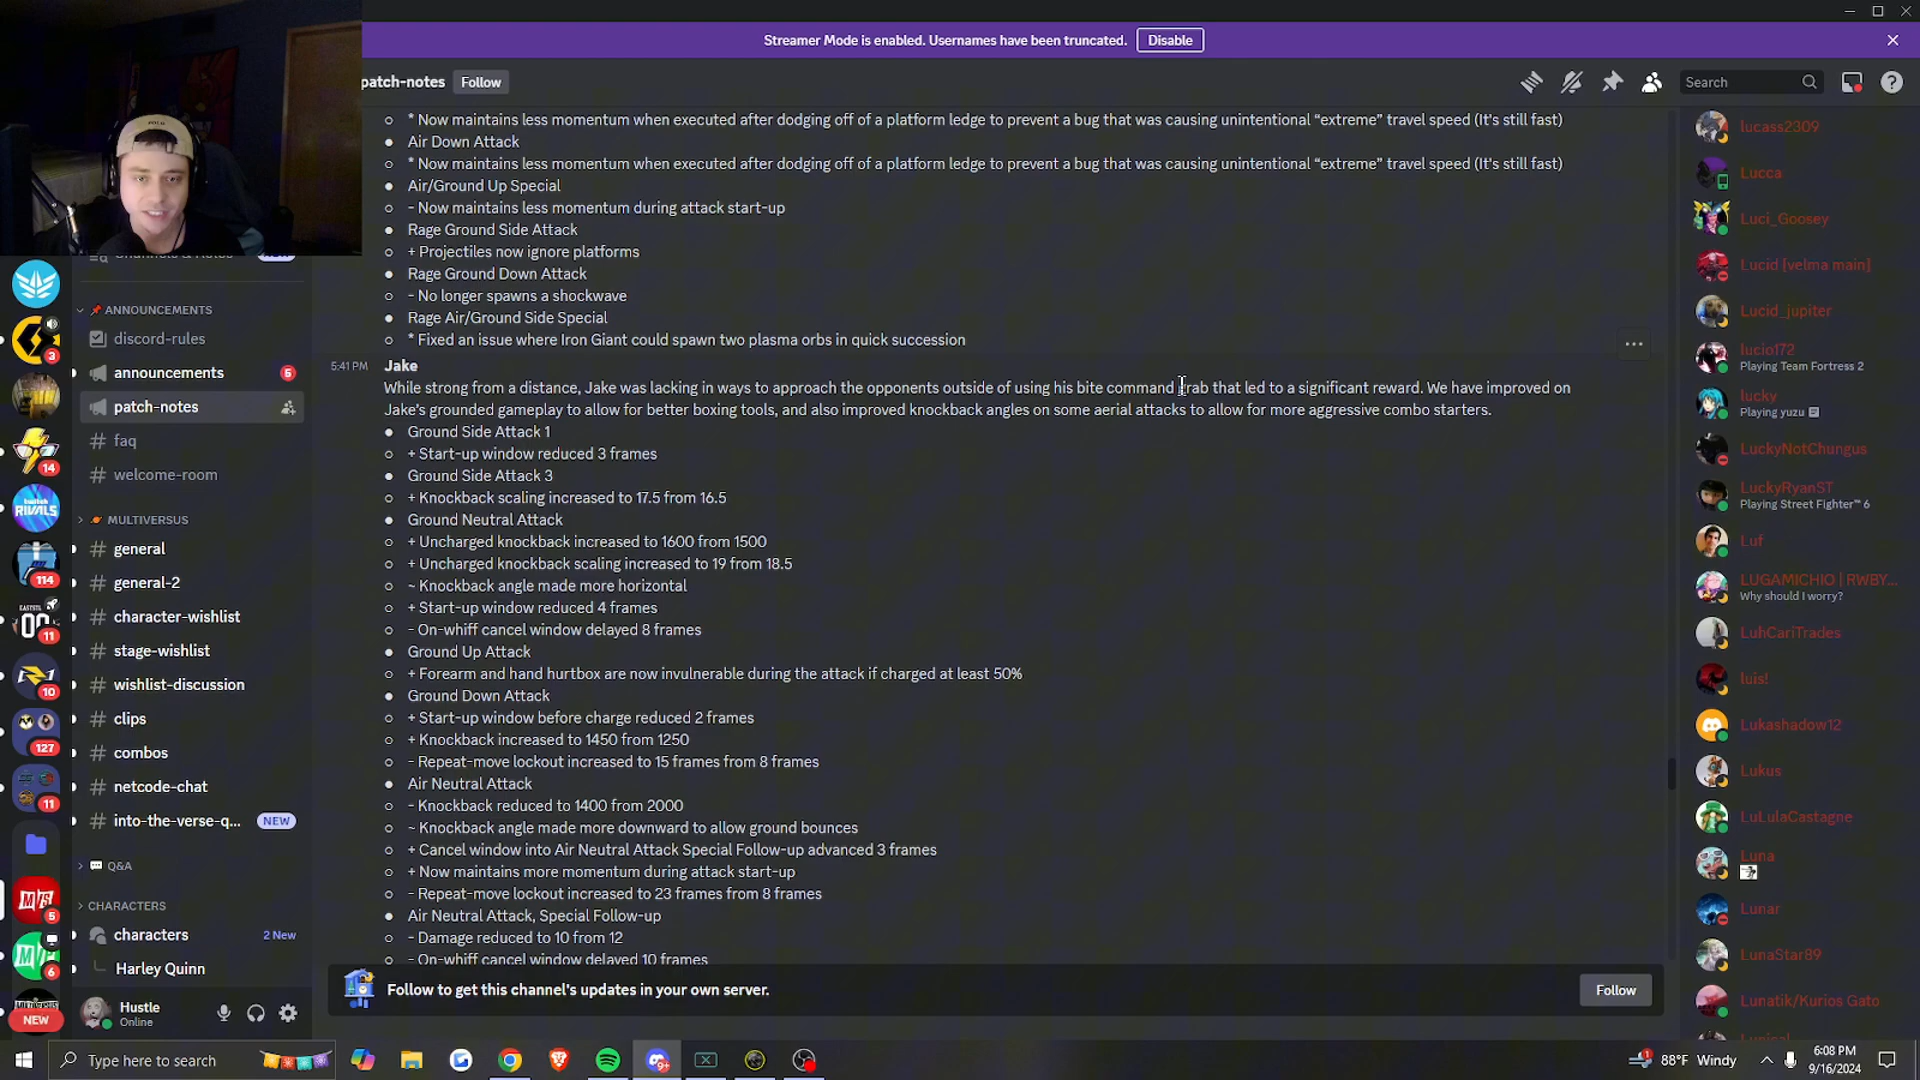 Streamer Mode is enabled. Usernames have been truncated.
Disable
patch-notes
Follow
Search
* Now maintains less momentum when executed after dodging off of a platform ledge to prevent a bug that was causing unintentional “extreme” travel speed (It's still fast)
Air Down Attack
* Now maintains less momentum when executed after dodging off of a platform ledge to prevent a bug that was causing unintentional “extreme” travel speed (It's still fast)
Air/Ground Up Special
- Now maintains less momentum during attack start-up
Rage Ground Side Attack
+ Projectiles now ignore platforms
Rage Ground Down Attack
- No longer spawns a shockwave
Rage Air/Ground Side Special
* Fixed an issue where Iron Giant could spawn two plasma orbs in quick succession
5:41 PM
Jake
While strong from a distance, Jake was lacking in ways to approach the opponents outside of using his bite command grab that led to a significant reward. We have improved on
Jake's grounded gameplay to allow for better boxing tools, and also improved knockback angles on some aerial attacks to allow for more aggressive combo starters.
Ground Side Attack 1
+ Start-up window reduced 3 frames
Ground Side Attack 3
+ Knockback scaling increased to 17.5 from 16.5
Ground Neutral Attack
+ Uncharged knockback increased to 1600 from 1500
+ Uncharged knockback scaling increased to 19 from 18.5
~ Knockback angle made more horizontal
+ Start-up window reduced 4 frames
- On-whiff cancel window delayed 8 frames
Ground Up Attack
+ Forearm and hand hurtbox are now invulnerable during the attack if charged at least 50%
Ground Down Attack
+ Start-up window before charge reduced 2 frames
+ Knockback increased to 1450 from 1250
- Repeat-move lockout increased to 15 frames from 8 frames
Air Neutral Attack
- Knockback reduced to 1400 from 2000
~ Knockback angle made more downward to allow ground bounces
+ Cancel window into Air Neutral Attack Special Follow-up advanced 3 frames
+ Now maintains more momentum during attack start-up
- Repeat-move lockout increased to 23 frames from 8 frames
Air Neutral Attack, Special Follow-up
- Damage reduced to 10 from 12
- On-whiff cancel window delayed 10 frames
Follow to get this channel's updates in your own server.
Follow
ANNOUNCEMENTS
discord-rules
announcements
5
patch-notes
# faq
# welcome-room
MULTIVERSUS
# general
# general-2
# character-wishlist
# stage-wishlist
# wishlist-discussion
# clips
# combos
# netcode-chat
# into-the-verse-q...
NEW
Q&A
CHARACTERS
characters
2 New
Harley Quinn
Hustle
Online
3
14
RIVALS
114
11
10
127
11
5
6
NEW
lucass2309
Lucca
Luci_Goosey
Lucid [velma main]
Lucid_jupiter
lucio172
Playing Team Fortress 2
lucky
Playing yuzu
LuckyNotChungus
LuckyRyanST
Playing Street Fighter™ 6
Luf
LUGAMICHIO | RWBY...
Why should I worry?
LuhCariTrades
luis!
Lukashadow12
Lukus
LuLulaCastagne
Luna
Lunar
LunaStar89
Lunatik/Kurios Gato
Type here to search
9+
1
88°F Windy
6:08 PM
9/16/2024